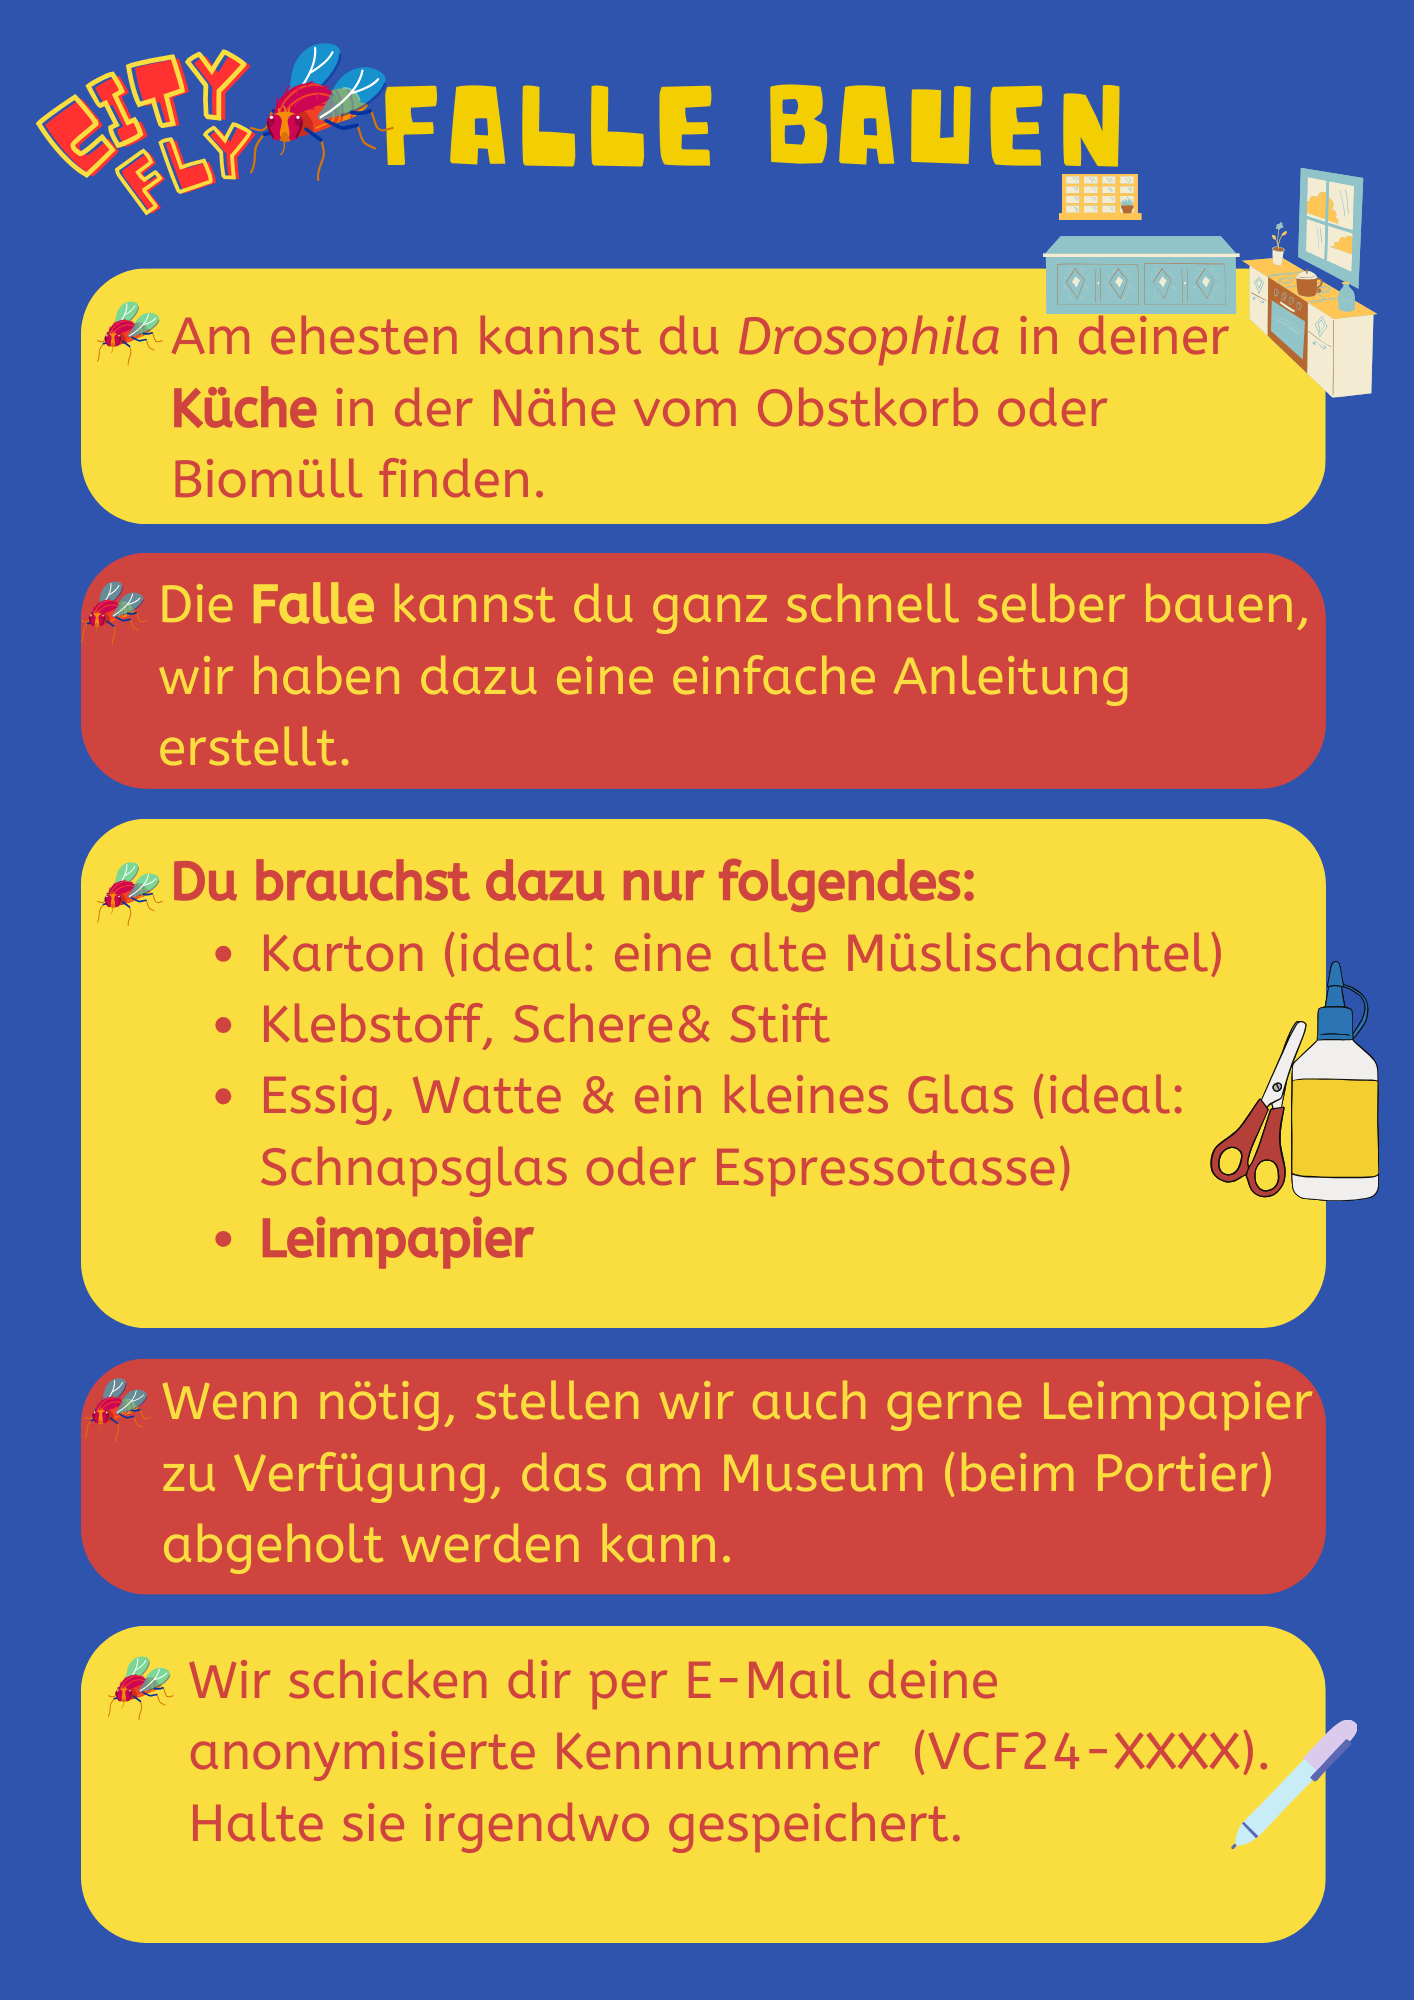 CITY
FLY
FALLE BAUEN
Am ehesten kannst du Drosophila in deiner
Küche in der Nähe vom Obstkorb oder
Biomüll finden.
Die Falle kannst du ganz schnell selber bauen,
wir haben dazu eine einfache Anleitung
erstellt.
Du brauchst dazu nur folgendes:
• Karton (ideal: eine alte Müslischachtel)
• Klebstoff, Schere& Stift
• Essig, Watte & ein kleines Glas (ideal:
Schnapsglas oder Espressotasse)
• Leimpapier
Wenn nötig, stellen wir auch gerne Leimpapier
zu Verfügung, das am Museum (beim Portier)
abgeholt werden kann.
Wir schicken dir per E-Mail deine
anonymisierte Kennnummer  (VCF24-XXXX).
Halte sie irgendwo gespeichert.